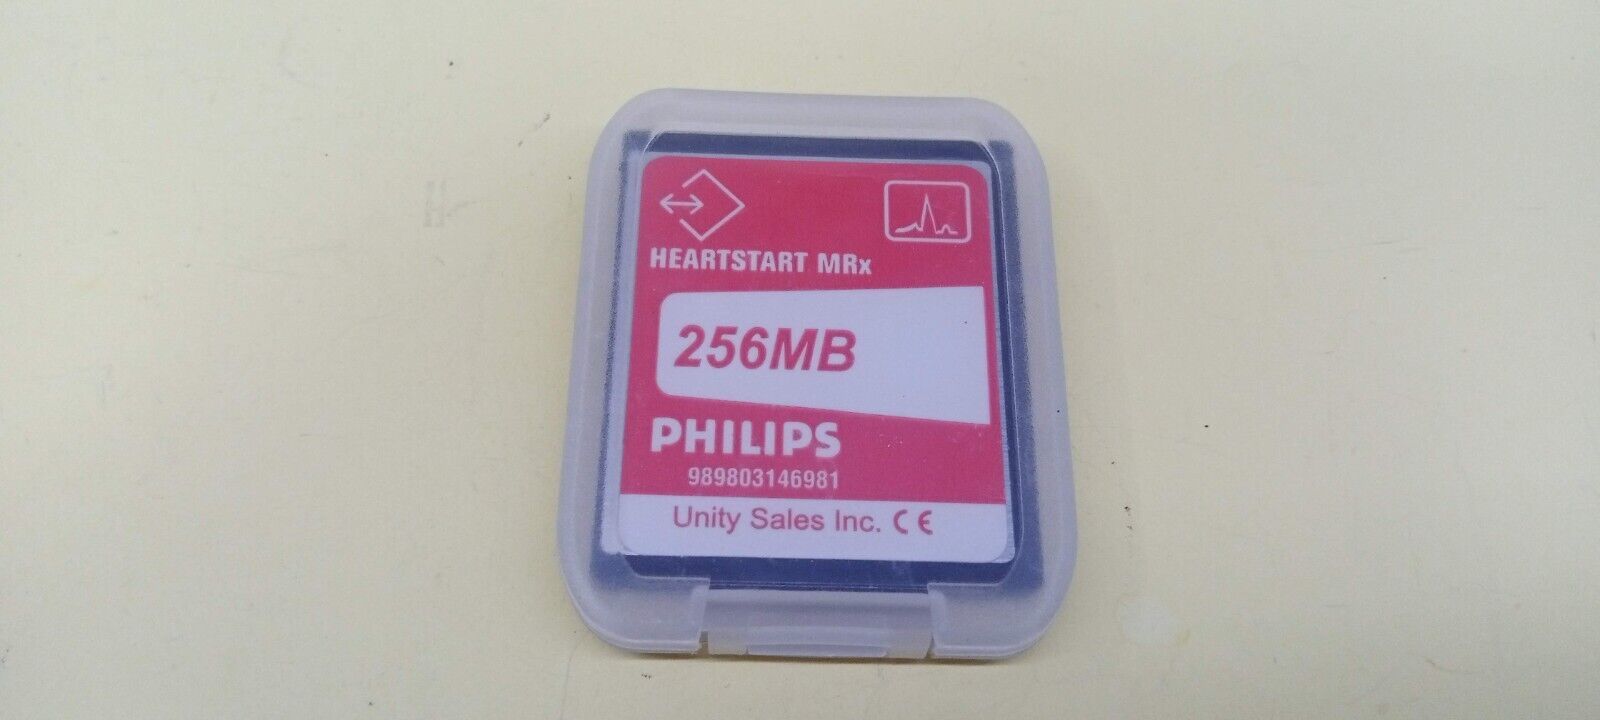 HEARTSTART MRx
256MB
PHILIPS
989803146981
Unity Sales Inc. CE